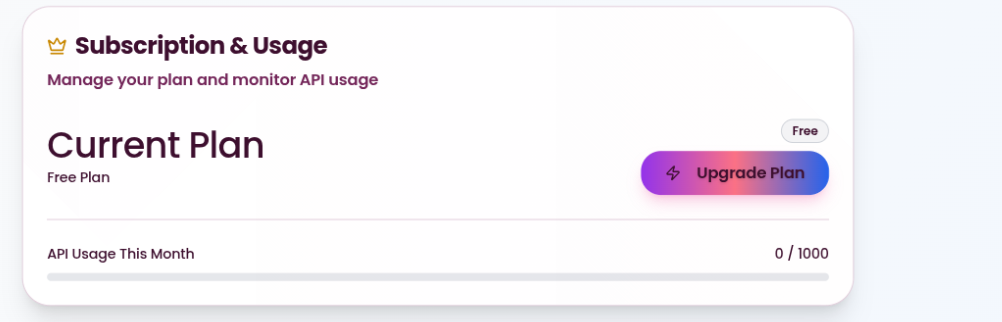 Subscription & Usage
Manage your plan and monitor API usage
Current Plan
Free Plan
Free
Upgrade Plan
API Usage This Month
0 / 1000